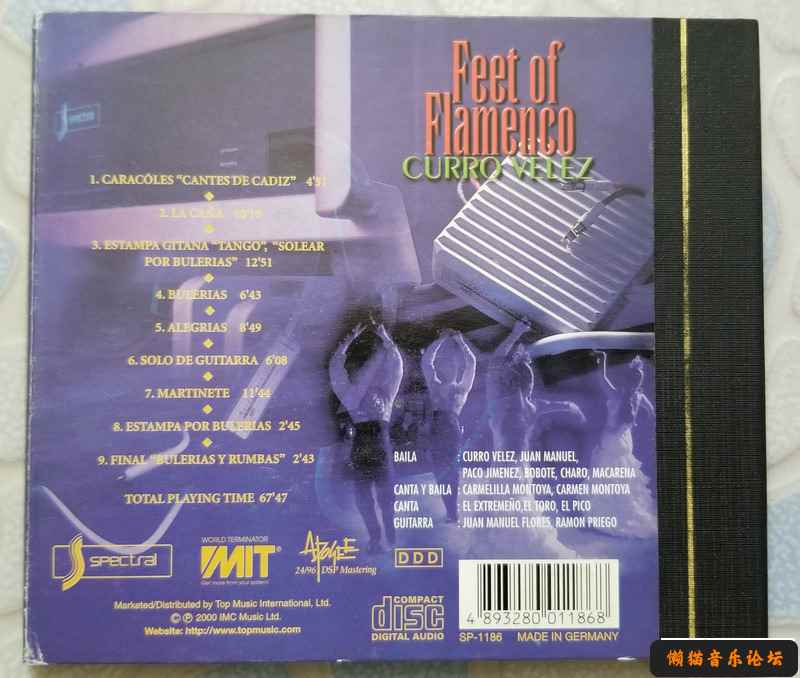 Feet of
Flamenco
CURRO VELEZ
1. CARACÓLES “CANTES DE CADIZ” 4'31
2. LA CAÑA
3. ESTAMPA GITANA “TANGO”, “SOLEAR
POR BULERIAS” 12'51
4. BULERIAS 6'43
5. ALEGRIAS 8'49
6. SOLO DE GUITARRA 6'08
7. MARTINETE 11'44
8. ESTAMPA POR BULERIAS 2'45
9. FINAL “BULERIAS Y RUMBAS” 2'43
TOTAL PLAYING TIME 67'47
BAILA : CURRO VELEZ, JUAN MANUEL,
PACO JIMENEZ, BOBOTE, CHARO, MACARENA
CANTA Y BAILA : CARMELILLA MONTOYA, CARMEN MONTOYA
CANTA : EL EXTREMEÑO,EL TORO, EL PICO
GUITARRA : JUAN MANUEL FLORES, RAMON PRIEGO
spectral
WORLD TERMINATOR
MIT®
Get more from your system!
APOGEE
24/96 DSP Mastering
DDD
Marketed/Distributed by Top Music International, Ltd.
© ℗ 2000 IMC Music Ltd.
Website: http://www.topmusic.com
COMPACT
disc
DIGITAL AUDIO
4 893280 011868
SP-1186 MADE IN GERMANY
懒猫音乐论坛